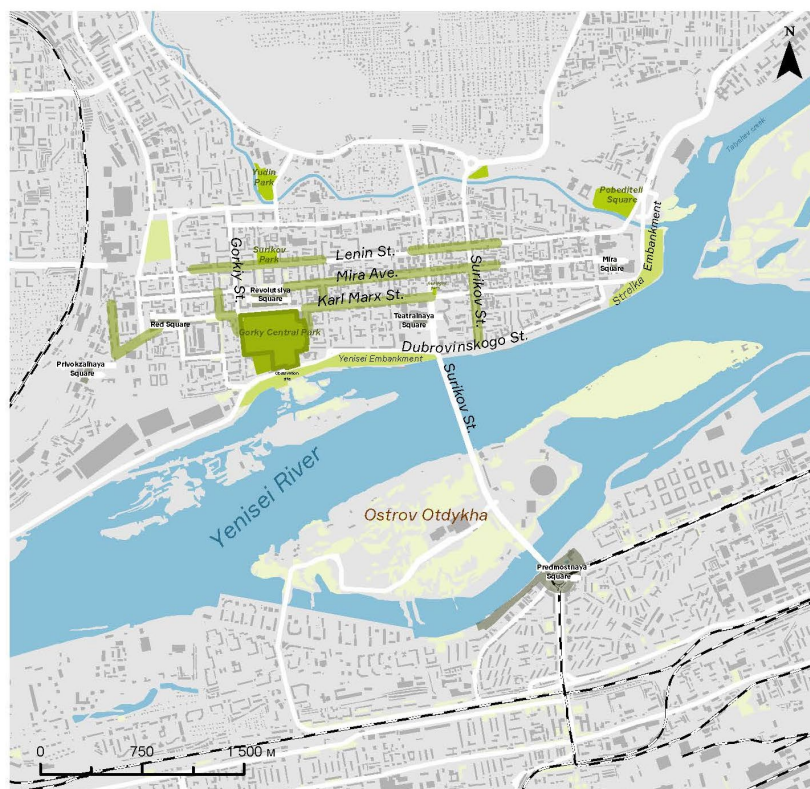 N
Talyshev creek
Yudin
Park
Pobediteli
Square
Embankment
Strelka
Gorkiy St.
Surikov
Park
Lenin St.
Mira Ave.
Surikov St.
Mira
Square
Revolutsiya
Square
Karl Marx St.
Red Square
Gorky Central Park
Teatralnaya
Square
Dubrovinskogo St.
Privokzalnaya
Square
Yenisei Embankment
Surikov St.
Yenisei River
Ostrov Otdykha
Predmostnaya
Square
0 750 1 500 м